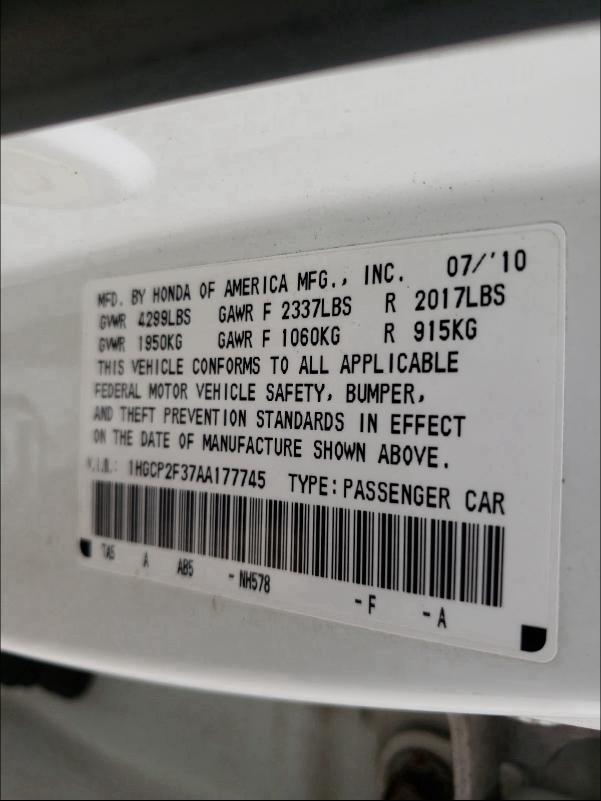 MFD. BY HONDA OF AMERICA MFG., INC. 07/'10
GVWR 4299LBS GAWR F 2337LBS R 2017LBS
GVWR 1950KG GAWR F 1060KG R 915KG
THIS VEHICLE CONFORMS TO ALL APPLICABLE
FEDERAL MOTOR VEHICLE SAFETY, BUMPER,
AND THEFT PREVENTION STANDARDS IN EFFECT
ON THE DATE OF MANUFACTURE SHOWN ABOVE.
V.I.N.: 1HGCP2F37AA177745 TYPE:PASSENGER CAR
TA5 A AB5 -NH578 -F -A